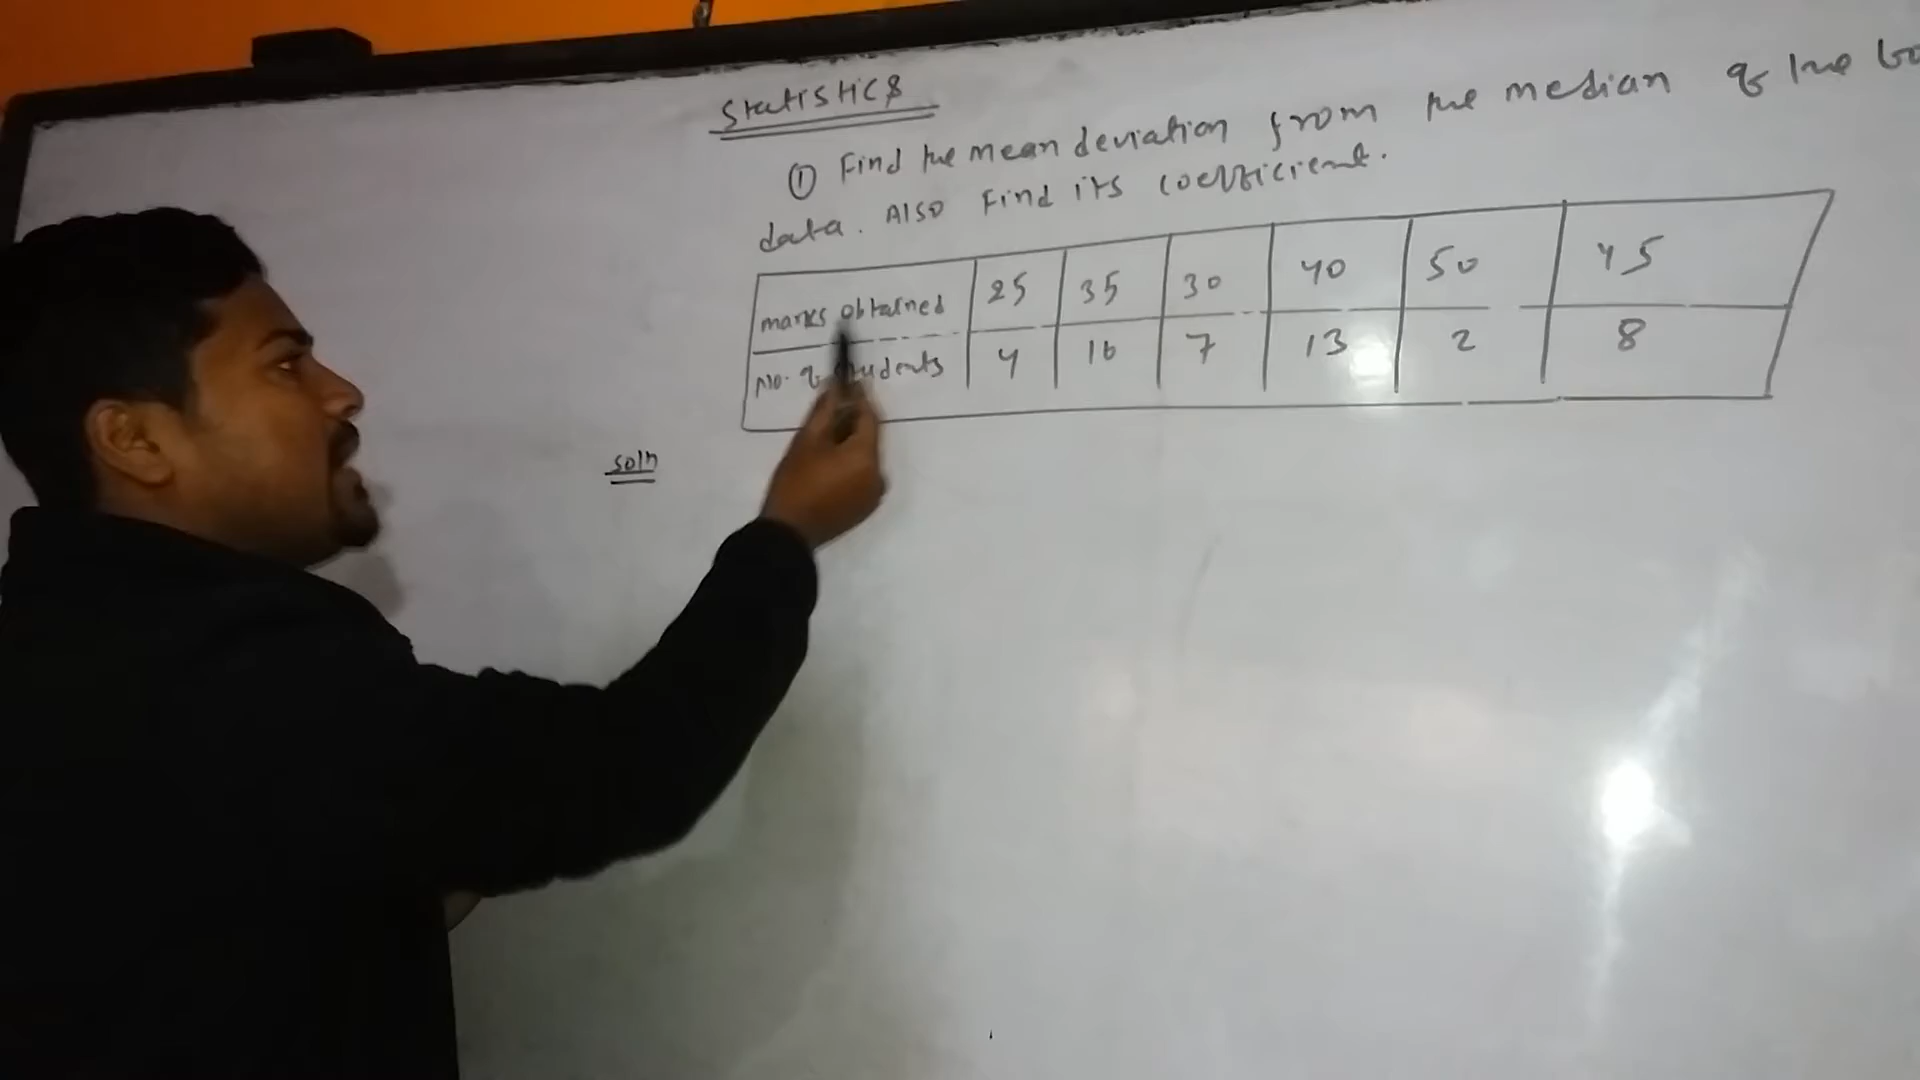 Statistics
① Find the mean deviation from the median of the
data. Also Find its coefficient.
marks obtained 25 35 30 40 50 45
No. of students 4 16 7 13 2 8
soln